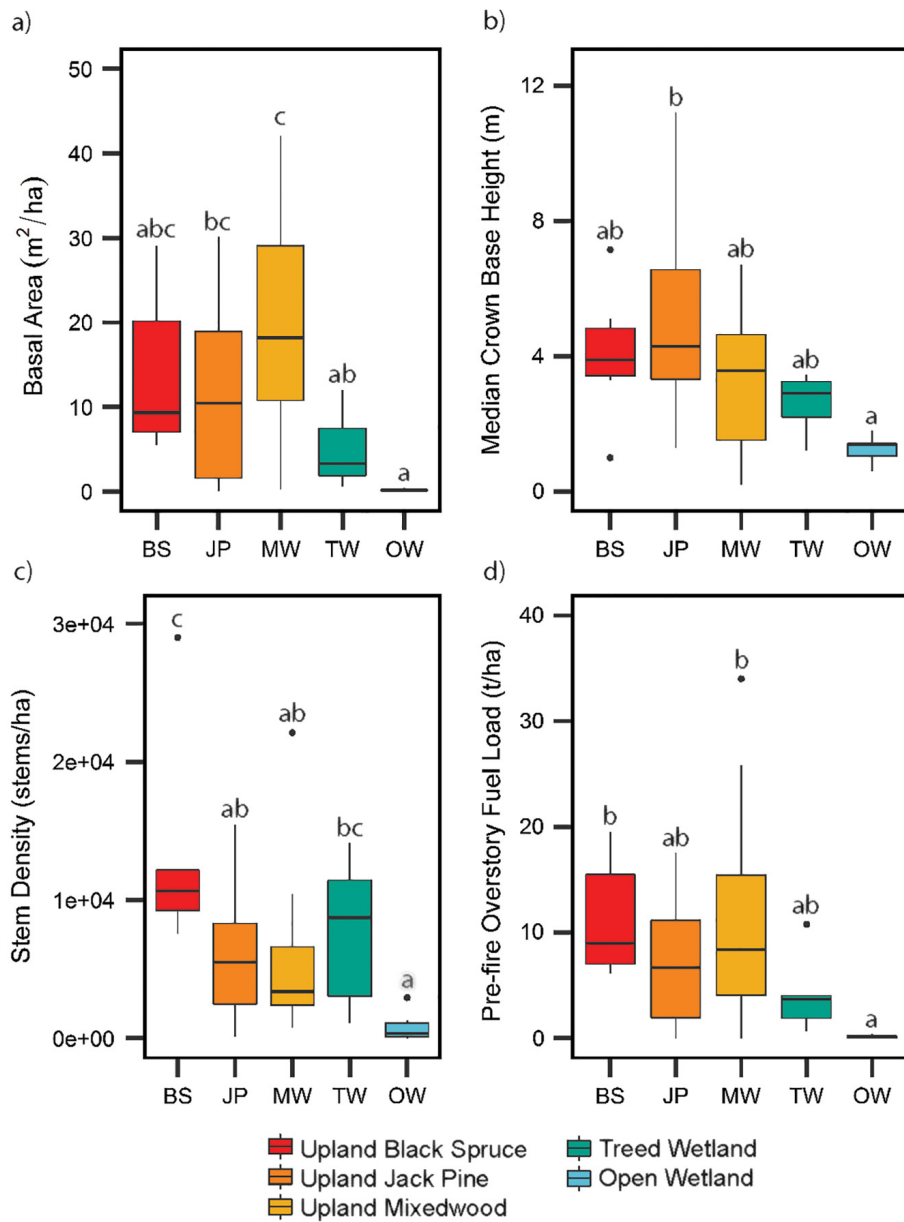 a)
50
40
30
20
10
0
Basal Area (m²/ha)
abc
bc
c
ab
a
BS JP MW TW OW
b)
12
8
4
0
Median Crown Base Height (m)
ab
b
ab
ab
a
BS JP MW TW OW
c)
3e+04
2e+04
1e+04
0e+00
Stem Density (stems/ha)
c
ab
ab
bc
a
BS JP MW TW OW
d)
40
30
20
10
0
Pre-fire Overstory Fuel Load (t/ha)
b
ab
b
ab
a
BS JP MW TW OW
Upland Black Spruce
Upland Jack Pine
Upland Mixedwood
Treed Wetland
Open Wetland